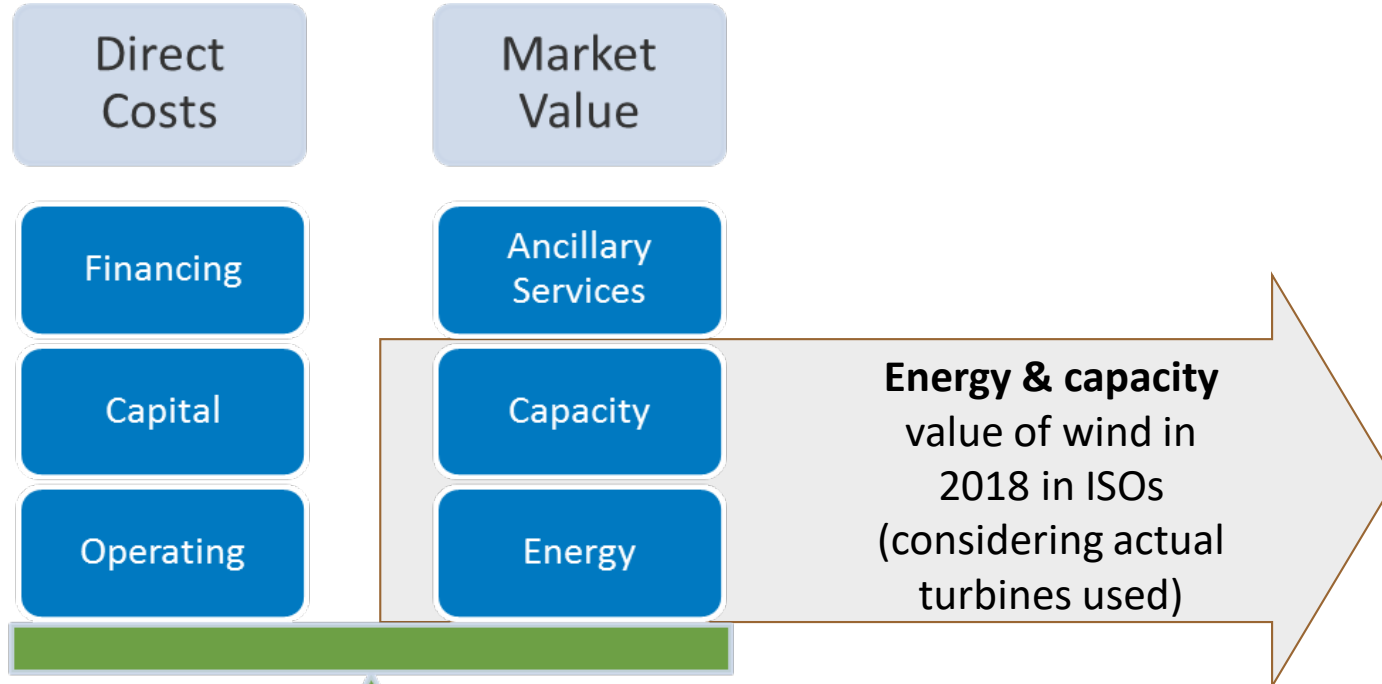 Direct
Costs
Market
Value
Financing
Ancillary
Services
Capital
Capacity
Operating
Energy
Energy & capacity
value of wind in
2018 in ISOs
(considering actual
turbines used)